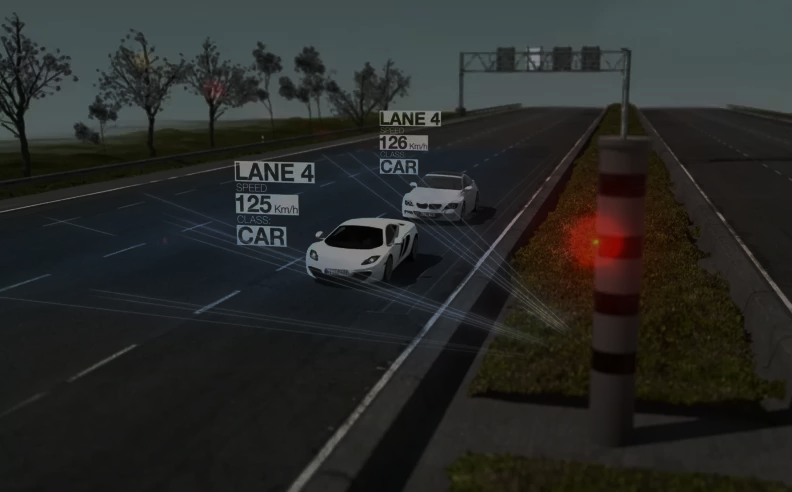 LANE 4
SPEED
126 Km/h
CLASS:
CAR
LANE 4
SPEED
125 Km/h
CLASS:
CAR